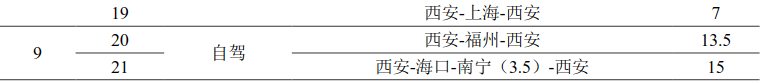 19 西安-上海-西安 7
20 西安-福州-西安 13.5
9 自驾
21 西安-海口-南宁（3.5）-西安 15